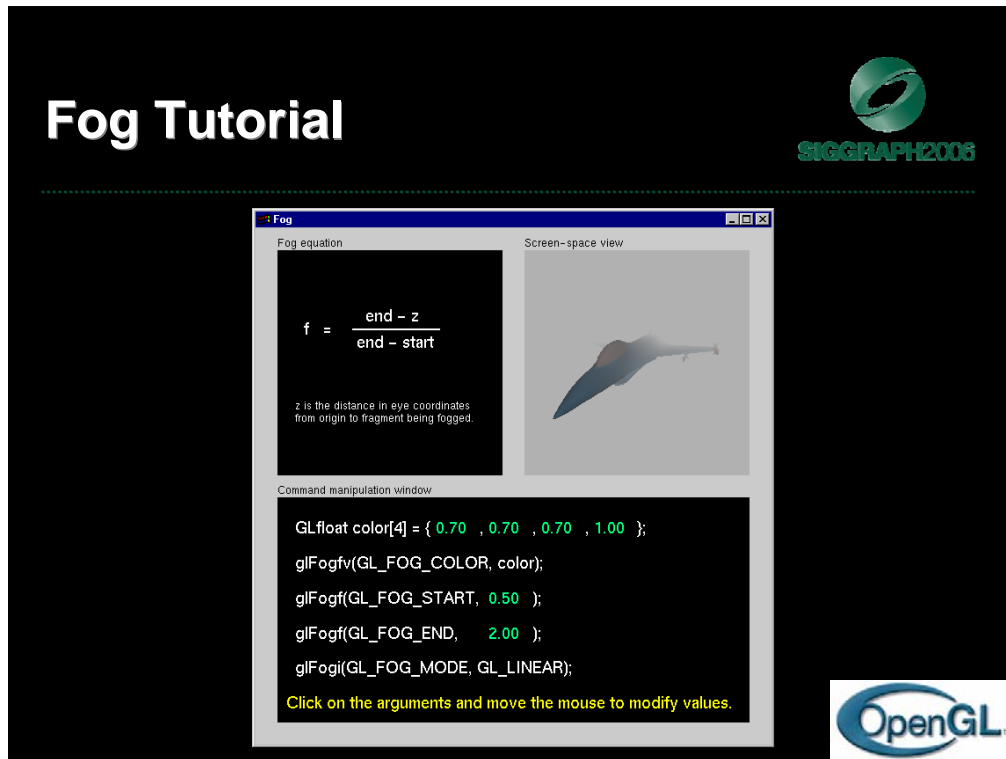 Fog Tutorial
SIGGRAPH2006
Fog
Fog equation
f = end – z
end – start
z is the distance in eye coordinates
from origin to fragment being fogged.
Screen-space view
Command manipulation window
GLfloat color[4] = { 0.70 , 0.70 , 0.70 , 1.00 };
glFogfv(GL_FOG_COLOR, color);
glFogf(GL_FOG_START, 0.50 );
glFogf(GL_FOG_END, 2.00 );
glFogi(GL_FOG_MODE, GL_LINEAR);
Click on the arguments and move the mouse to modify values.
OpenGL